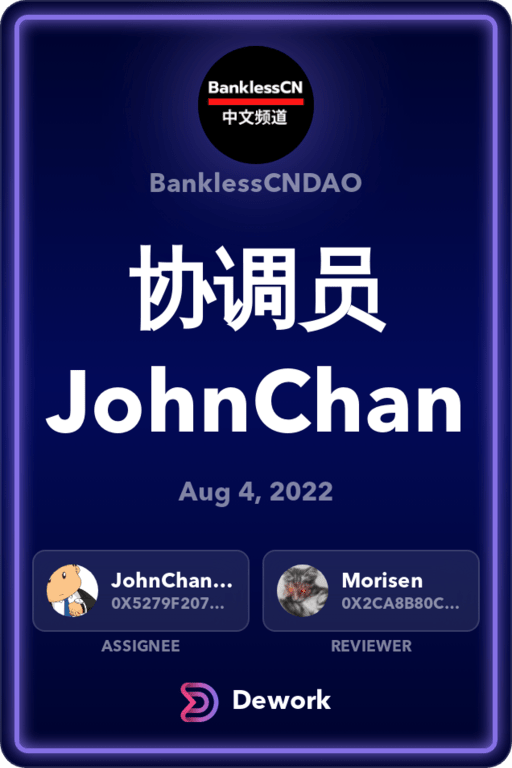 BanklessCN
中文频道
BanklessCNDAO
协调员
JohnChan
Aug 4, 2022
JohnChan...
0X5279F207...
ASSIGNEE
Morisen
0X2CA8B80C...
REVIEWER
Dework